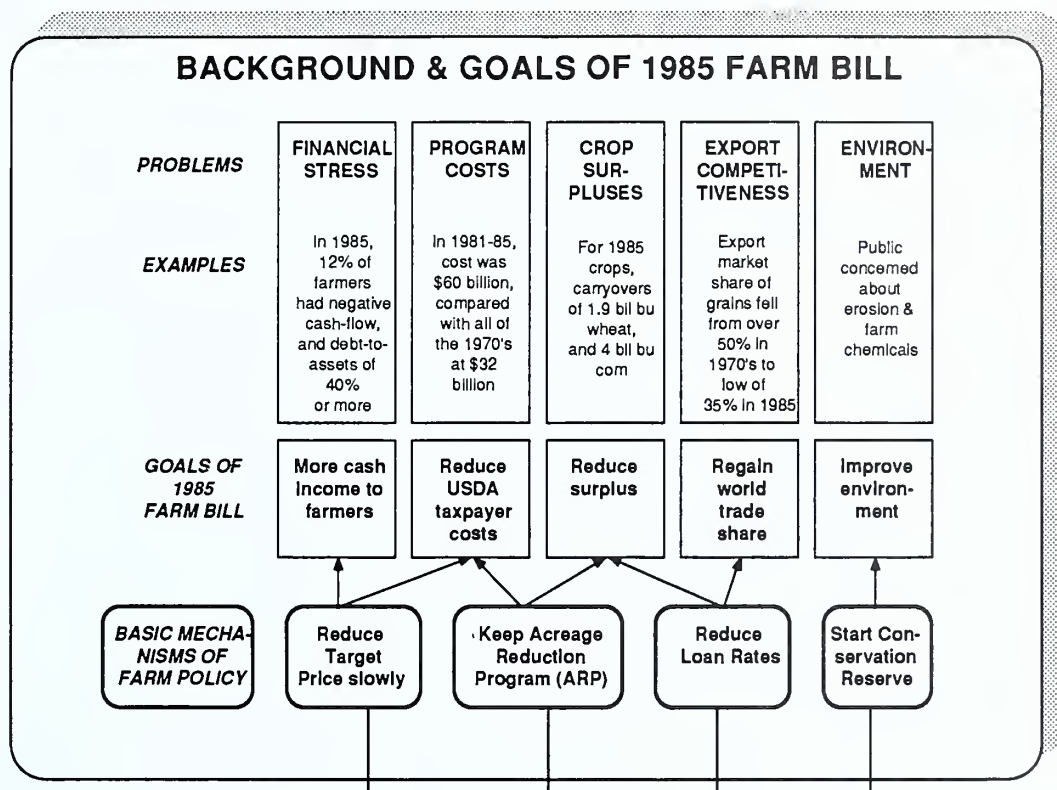 BACKGROUND & GOALS OF 1985 FARM BILL
PROBLEMS
FINANCIAL
STRESS
PROGRAM
COSTS
CROP
SUR-
PLUSES
EXPORT
COMPETI-
TIVENESS
ENVIRON-
MENT
EXAMPLES
In 1985,
12% of
farmers
had negative
cash-flow,
and debt-to-
assets of
40%
or more
In 1981-85,
cost was
$60 billion,
compared
with all of
the 1970's
at $32
billion
For 1985
crops,
carryovers
of 1.9 bil bu
wheat,
and 4 bil bu
corn
Export
market
share of
grains fell
from over
50% in
1970's to
low of
35% in 1985
Public
concerned
about
erosion &
farm
chemicals
GOALS OF
1985
FARM BILL
More cash
income to
farmers
Reduce
USDA
taxpayer
costs
Reduce
surplus
Regain
world
trade
share
Improve
environ-
ment
BASIC MECHA-
NISMS OF
FARM POLICY
Reduce
Target
Price slowly
Keep Acreage
Reduction
Program (ARP)
Reduce
Loan Rates
Start Con-
servation
Reserve